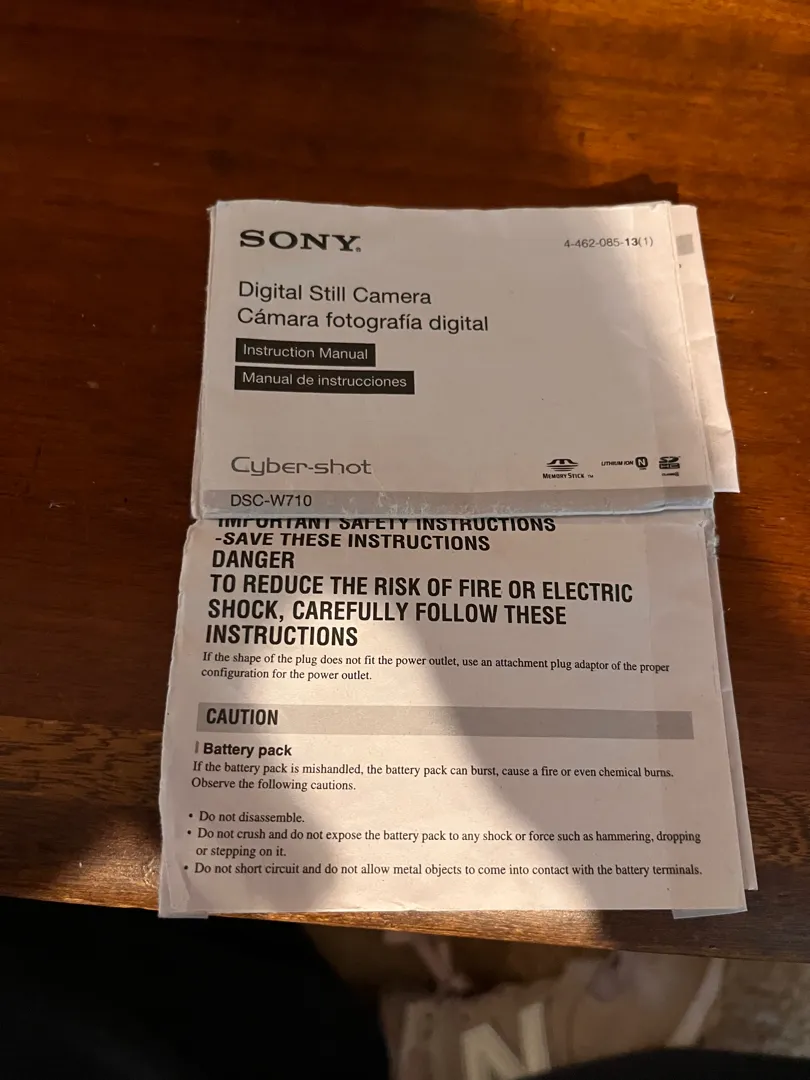 SONY®
4-462-085-13(1)
Digital Still Camera
Cámara fotografía digital
Instruction Manual
Manual de instrucciones
Cyber-shot
MEMORY STICK ™
LITHIUM ION N
SD HC
DSC-W710
IMPORTANT SAFETY INSTRUCTIONS
-SAVE THESE INSTRUCTIONS
DANGER
TO REDUCE THE RISK OF FIRE OR ELECTRIC
SHOCK, CAREFULLY FOLLOW THESE
INSTRUCTIONS
If the shape of the plug does not fit the power outlet, use an attachment plug adaptor of the proper
configuration for the power outlet.
CAUTION
Battery pack
If the battery pack is mishandled, the battery pack can burst, cause a fire or even chemical burns.
Observe the following cautions.
• Do not disassemble.
• Do not crush and do not expose the battery pack to any shock or force such as hammering, dropping
or stepping on it.
• Do not short circuit and do not allow metal objects to come into contact with the battery terminals.
N